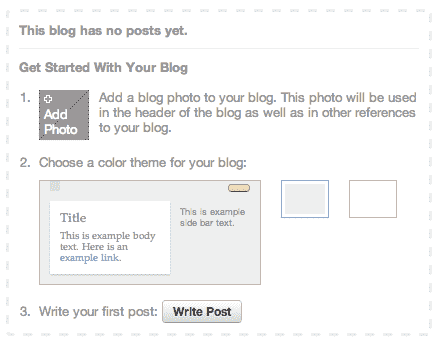 This blog has no posts yet.
Get Started With Your Blog
1. Add Photo
Add a blog photo to your blog. This photo will be used
in the header of the blog as well as in other references
to your blog.
2. Choose a color theme for your blog:
Title
This is example body
text. Here is an
example link.
This is example
side bar text.
3. Write your first post: Write Post